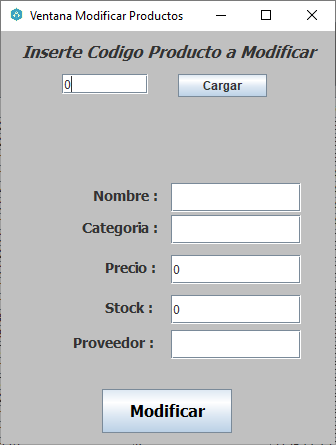 Ventana Modificar Productos
Inserte Codigo Producto a Modificar
0 Cargar
Nombre :
Categoria :
Precio : 0
Stock : 0
Proveedor :
Modificar